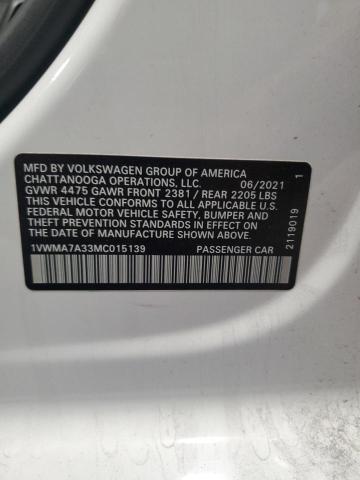 MFD BY VOLKSWAGEN GROUP OF AMERICA
CHATTANOOGA OPERATIONS, LLC. 06/2021
GVWR 4475 GAWR FRONT 2381 / REAR 2205 LBS
THIS VEHICLE CONFORMS TO ALL APPLICABLE U.S.
FEDERAL MOTOR VEHICLE SAFETY, BUMPER, AND
THEFT PREVENTION STANDARDS IN EFFECT ON
THE DATE OF MANUFACTURE SHOWN ABOVE.
1VWMA7A33MC015139 PASSENGER CAR
2119019 1